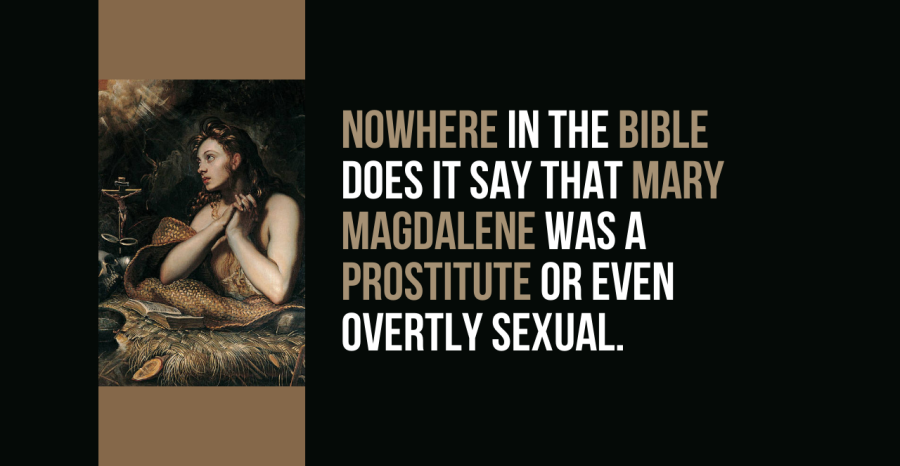 NOWHERE IN THE BIBLE
DOES IT SAY THAT MARY
MAGDALENE WAS A
PROSTITUTE OR EVEN
OVERTLY SEXUAL.